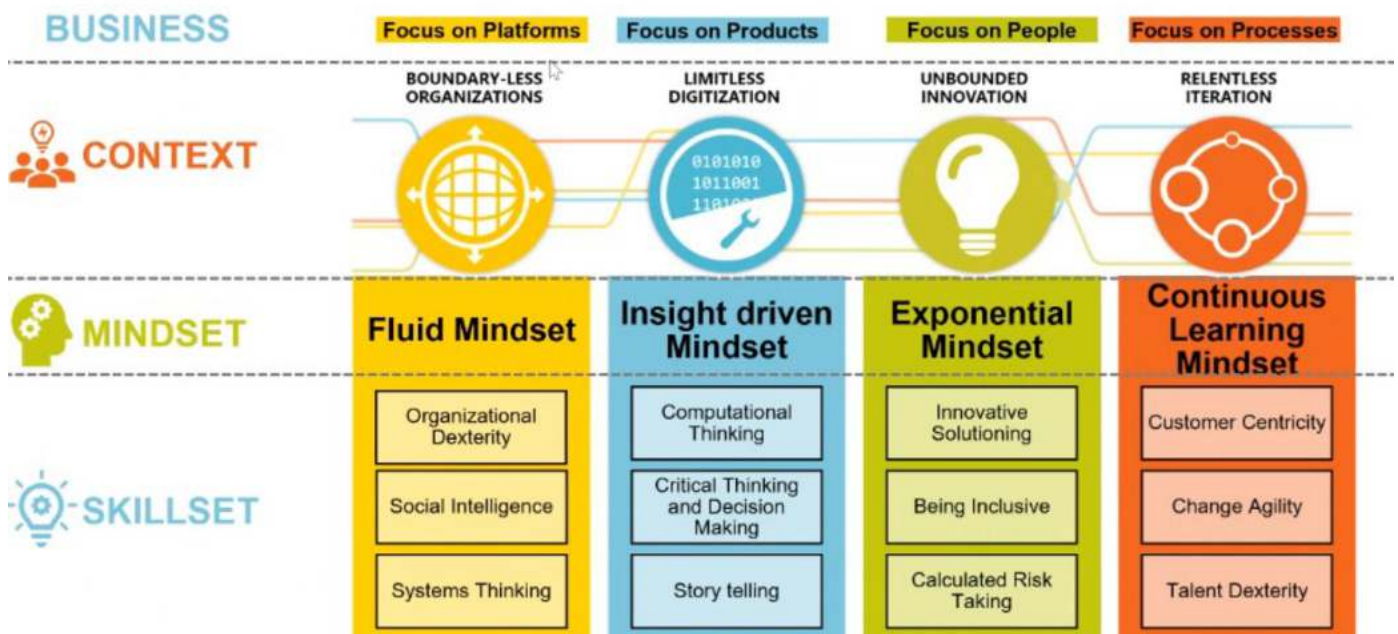 BUSINESS
Focus on Platforms
Focus on Products
Focus on People
Focus on Processes
CONTEXT
BOUNDARY-LESS
ORGANIZATIONS
LIMITLESS
DIGITIZATION
UNBOUNDED
INNOVATION
RELENTLESS
ITERATION
0101010
1011001
MINDSET
Fluid Mindset
Insight driven
Mindset
Exponential
Mindset
Continuous
Learning
Mindset
SKILLSET
Organizational
Dexterity
Computational
Thinking
Innovative
Solutioning
Customer Centricity
Social Intelligence
Critical Thinking
and Decision
Making
Being Inclusive
Change Agility
Systems Thinking
Story telling
Calculated Risk
Taking
Talent Dexterity